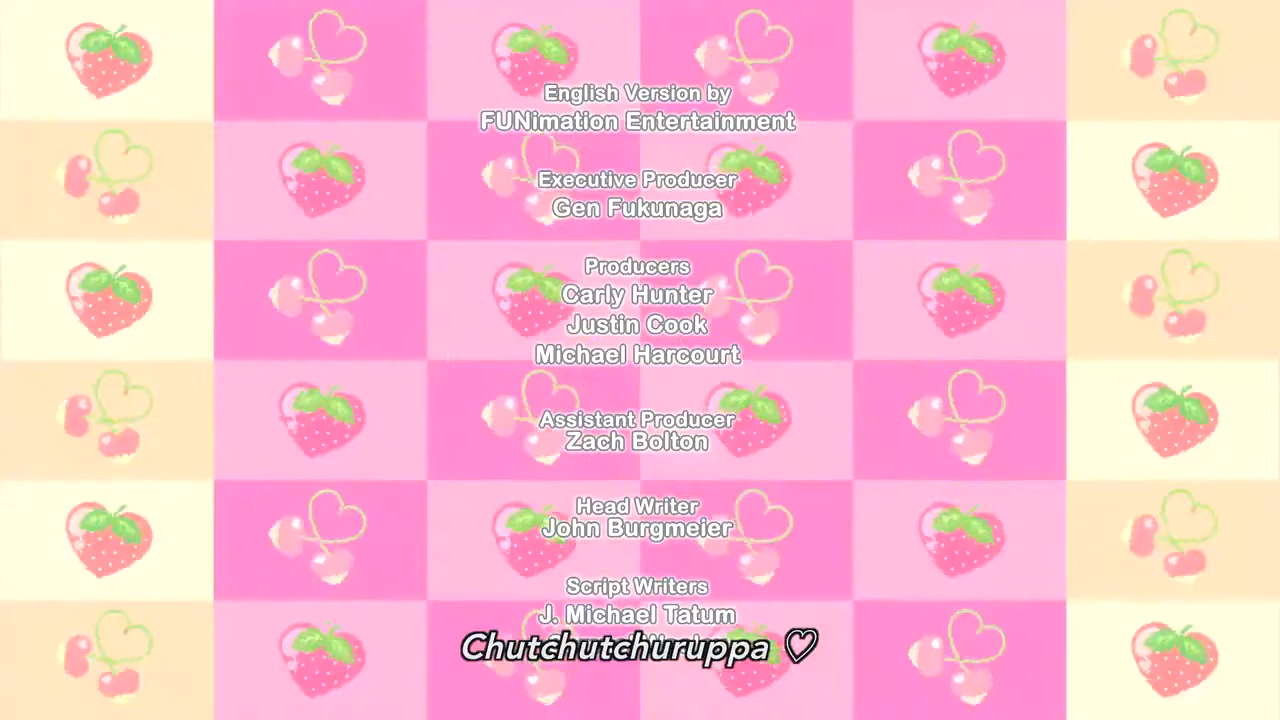 English Version by
FUNimation Entertainment
Executive Producer
Gen Fukunaga
Producers
Carly Hunter
Justin Cook
Michael Harcourt
Assistant Producer
Zach Bolton
Head Writer
John Burgmeier
Script Writers
J. Michael Tatum
Chutchutchuruppa ♡